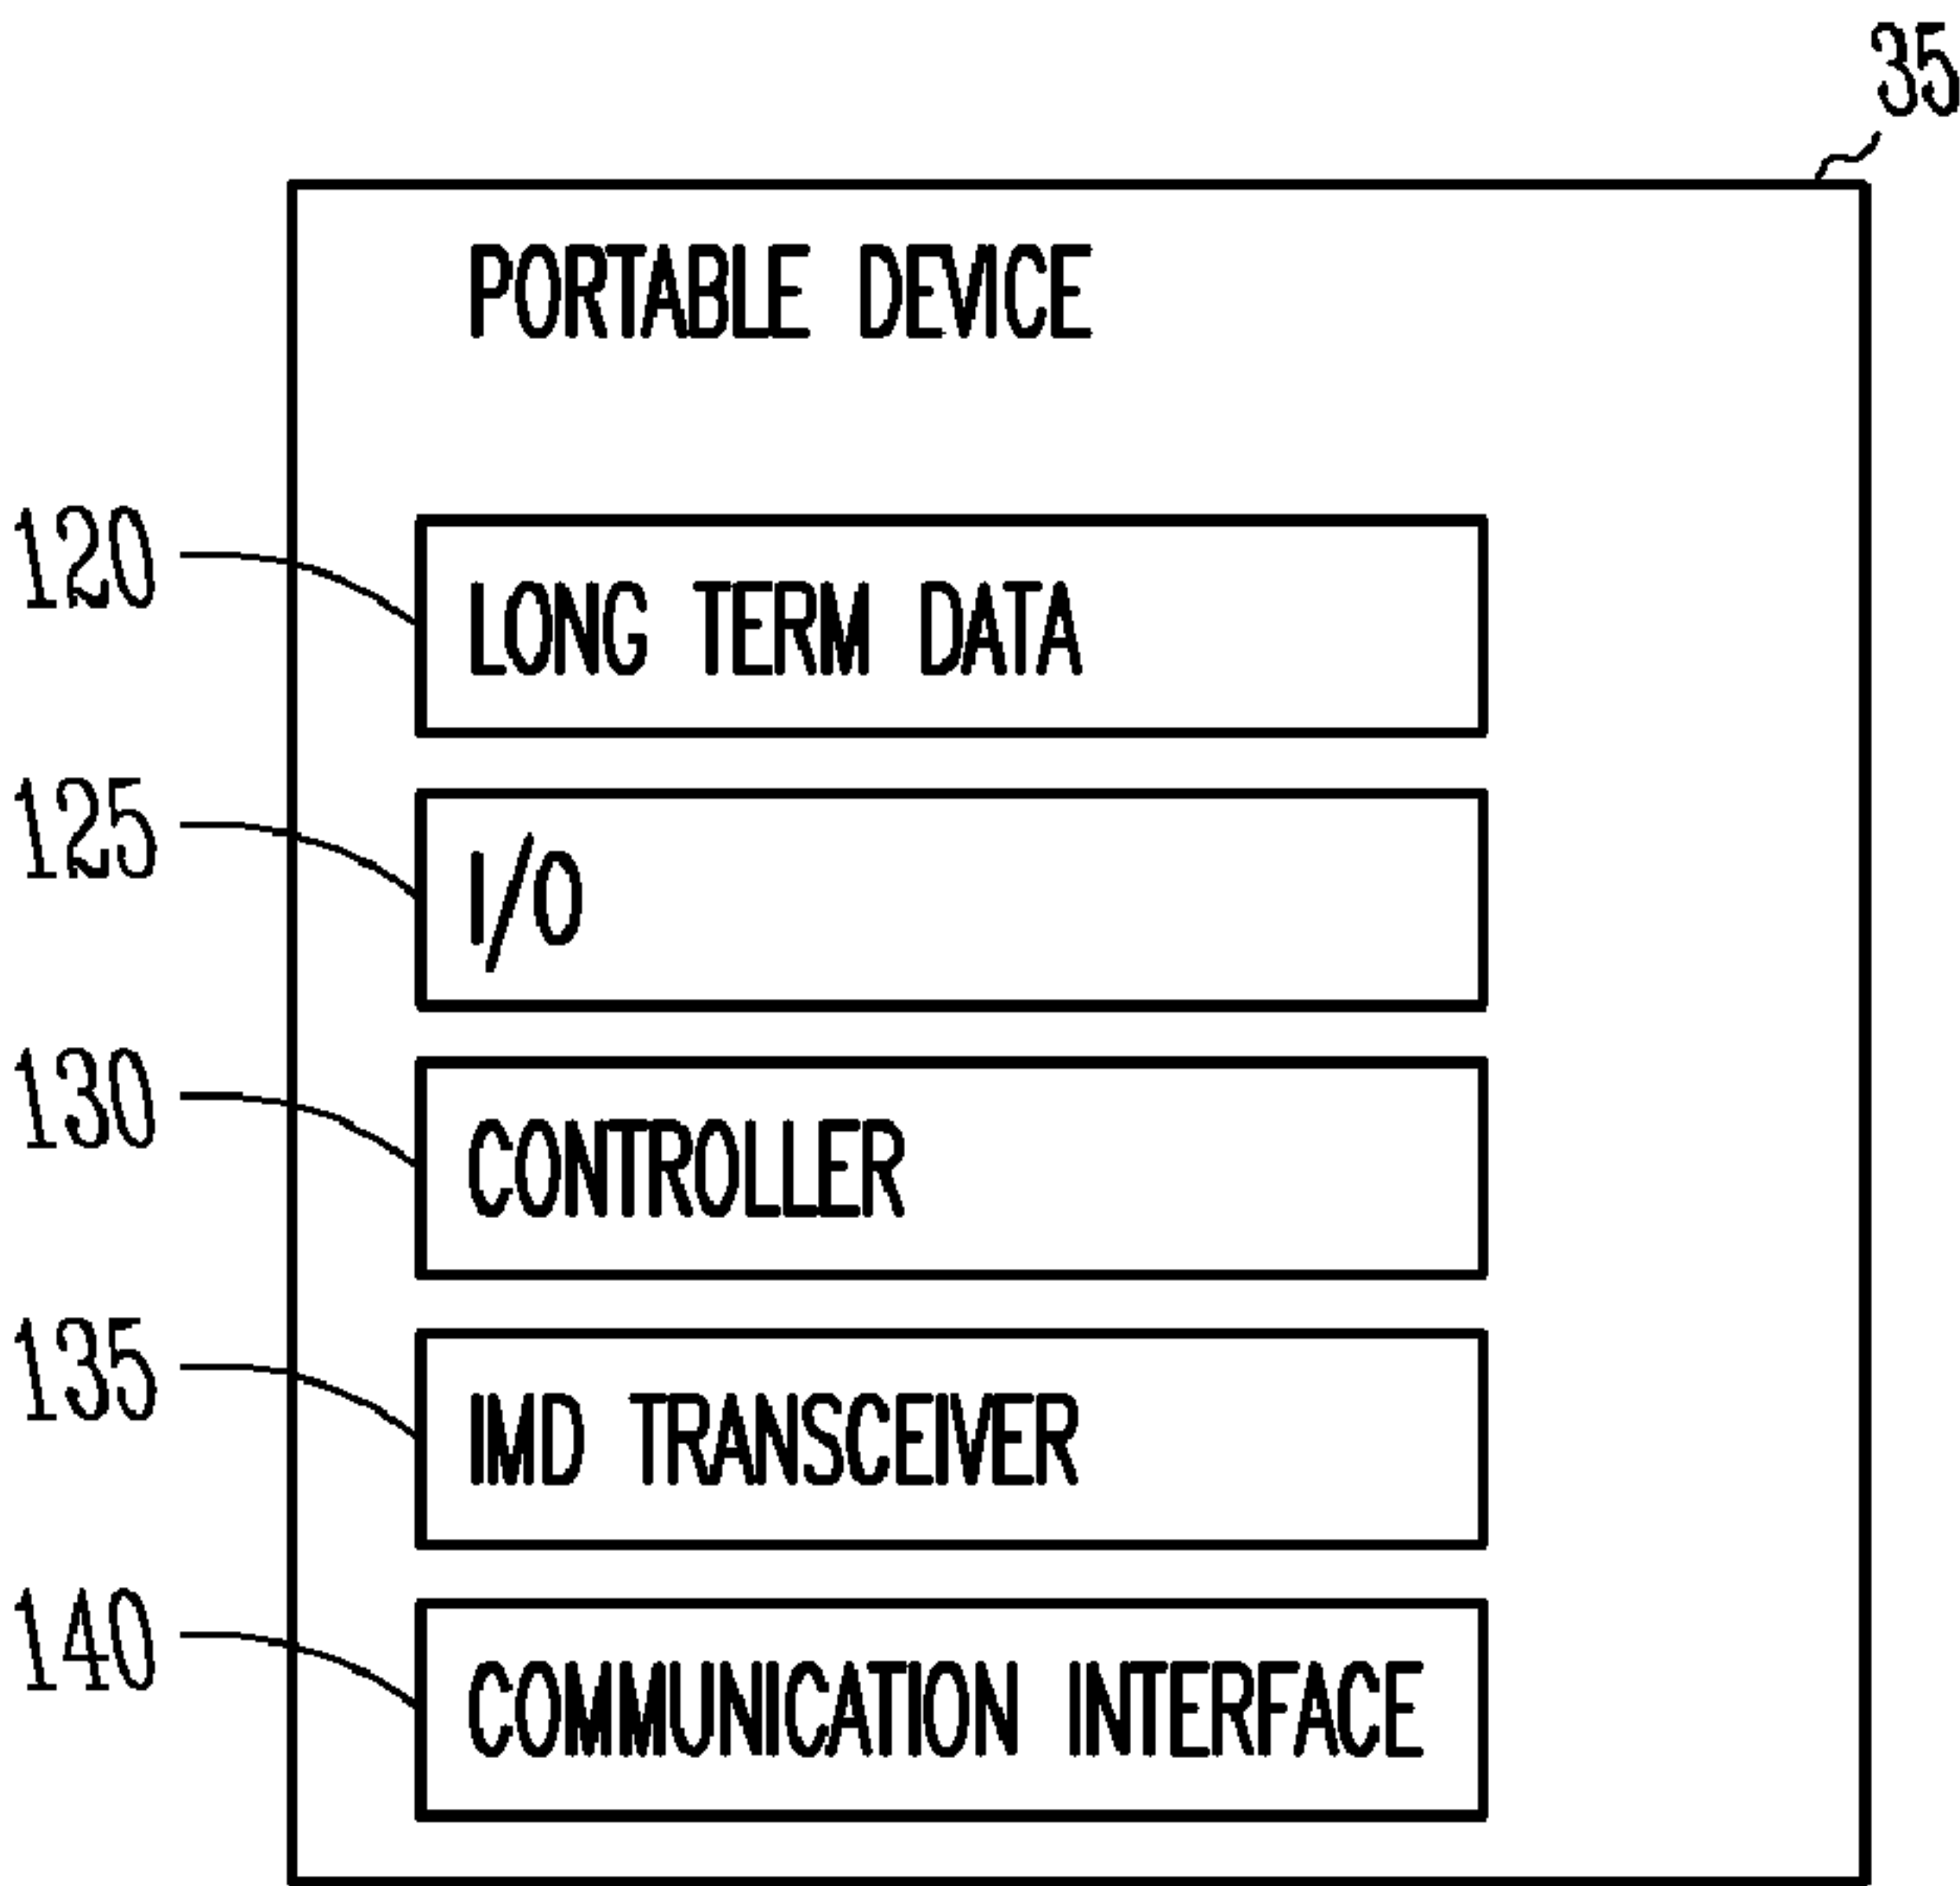 35
PORTABLE DEVICE
120
LONG TERM DATA
125
I/O
130
CONTROLLER
135
IMD TRANSCEIVER
140
COMMUNICATION INTERFACE